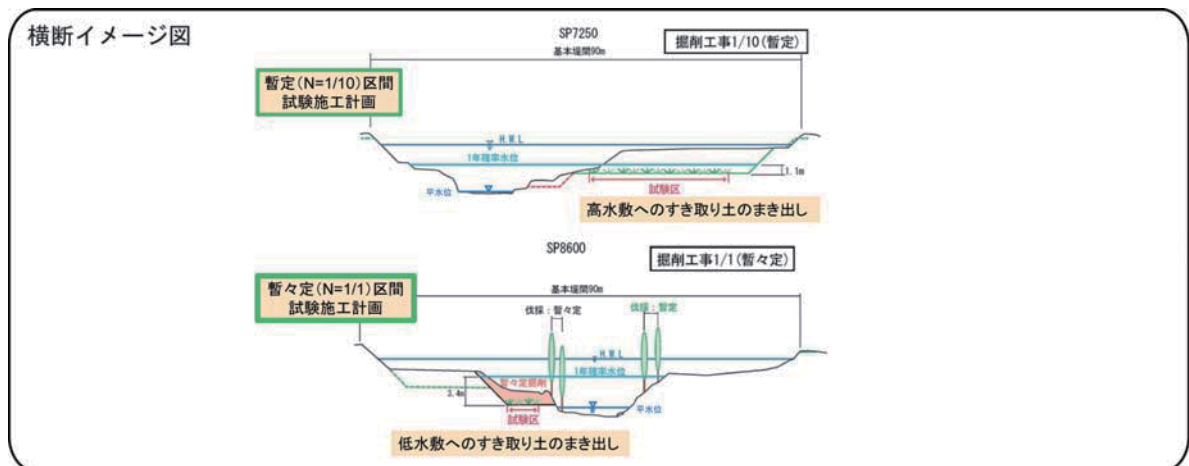 横断イメージ図
SP7250
掘削工事1/10(暫定)
基本堤間90m
暫定(N=1/10)区間
試験施工計画
H.W.L
1年確率水位
1.1m
平水位
試験区
高水敷へのすき取り土のまき出し
SP8600
掘削工事1/1(暫々定)
暫々定(N=1/1)区間
試験施工計画
基本堤間90m
伐採:暫々定
伐採:暫定
H.W.L
1年確率水位
暫々定掘削
3.4m
平水位
試験区
低水敷へのすき取り土のまき出し